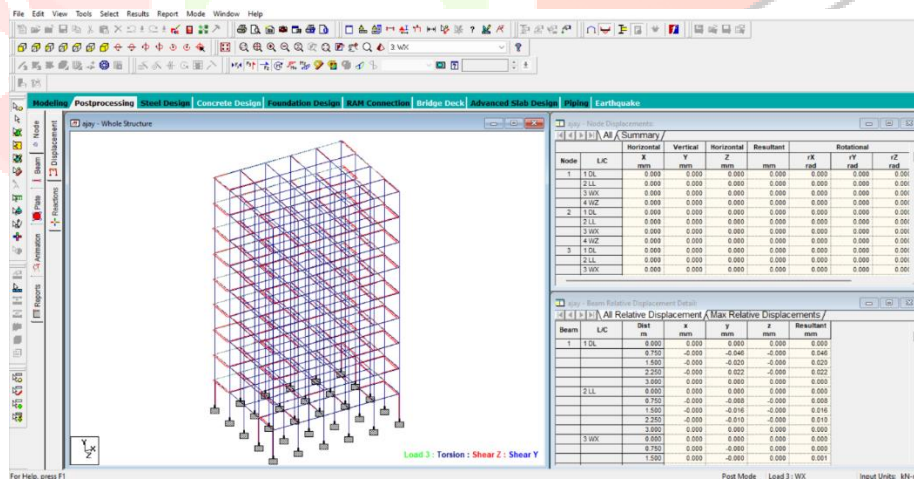 File Edit View Tools Select Results Report Mode Window Help
3 WX
Modeling Postprocessing Steel Design Concrete Design Foundation Design RAM Connection Bridge Deck Advanced Slab Design Piping Earthquake
Node
Beam
Plate
Animation
Reports
Displacement
Reactions
ajay - Whole Structure
Y
X
Z
Load 3 : Torsion : Shear Z : Shear Y
ajay - Node Displacements:
All Summary
Horizontal Vertical Horizontal Resultant Rotational
Node L/C X mm Y mm Z mm mm rX rad rY rad rZ rad
1 1 DL 0.000 0.000 0.000 0.000 0.000 0.000 0.000
2 LL 0.000 0.000 0.000 0.000 0.000 0.000 0.000
3 WX 0.000 0.000 0.000 0.000 0.000 0.000 0.000
4 WZ 0.000 0.000 0.000 0.000 0.000 0.000 0.000
2 1 DL 0.000 0.000 0.000 0.000 0.000 0.000 0.000
2 LL 0.000 0.000 0.000 0.000 0.000 0.000 0.000
3 WX 0.000 0.000 0.000 0.000 0.000 0.000 0.000
4 WZ 0.000 0.000 0.000 0.000 0.000 0.000 0.000
3 1 DL 0.000 0.000 0.000 0.000 0.000 0.000 0.000
2 LL 0.000 0.000 0.000 0.000 0.000 0.000 0.000
3 WX 0.000 0.000 0.000 0.000 0.000 0.000 0.000
ajay - Beam Relative Displacement Detail:
All Relative Displacement Max Relative Displacements
Beam L/C Dist m x mm y mm z mm Resultant mm
1 1 DL 0.000 0.000 0.000 0.000 0.000
0.750 -0.000 -0.046 -0.000 0.046
1.500 -0.000 -0.020 -0.000 0.020
2.250 -0.000 0.022 -0.000 0.022
3.000 0.000 0.000 0.000 0.000
2 LL 0.000 0.000 0.000 0.000 0.000
0.750 -0.000 -0.000 -0.000 0.000
1.500 -0.000 -0.016 -0.000 0.016
2.250 -0.000 -0.010 -0.000 0.010
3.000 0.000 0.000 0.000 0.000
3 WX 0.000 0.000 0.000 0.000 0.000
0.750 0.000 -0.000 0.000 0.000
1.500 0.000 -0.000 0.000 0.001
For Help, press F1
Post Mode Load 3 : WX Input Units: